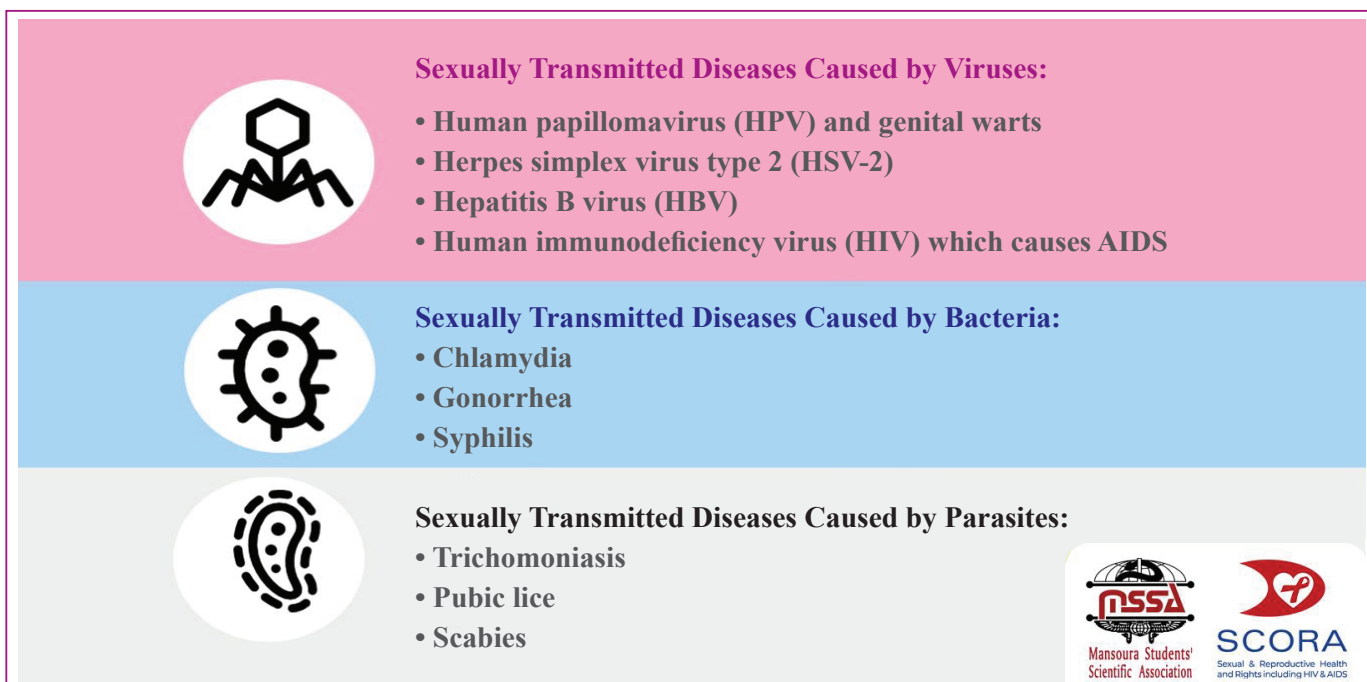 Sexually Transmitted Diseases Caused by Viruses:
• Human papillomavirus (HPV) and genital warts
• Herpes simplex virus type 2 (HSV-2)
• Hepatitis B virus (HBV)
• Human immunodeficiency virus (HIV) which causes AIDS
Sexually Transmitted Diseases Caused by Bacteria:
• Chlamydia
• Gonorrhea
• Syphilis
Sexually Transmitted Diseases Caused by Parasites:
• Trichomoniasis
• Pubic lice
• Scabies
MSSA
Mansoura Students'
Scientific Association
SCORA
Sexual & Reproductive Health
and Rights including HIV & AIDS